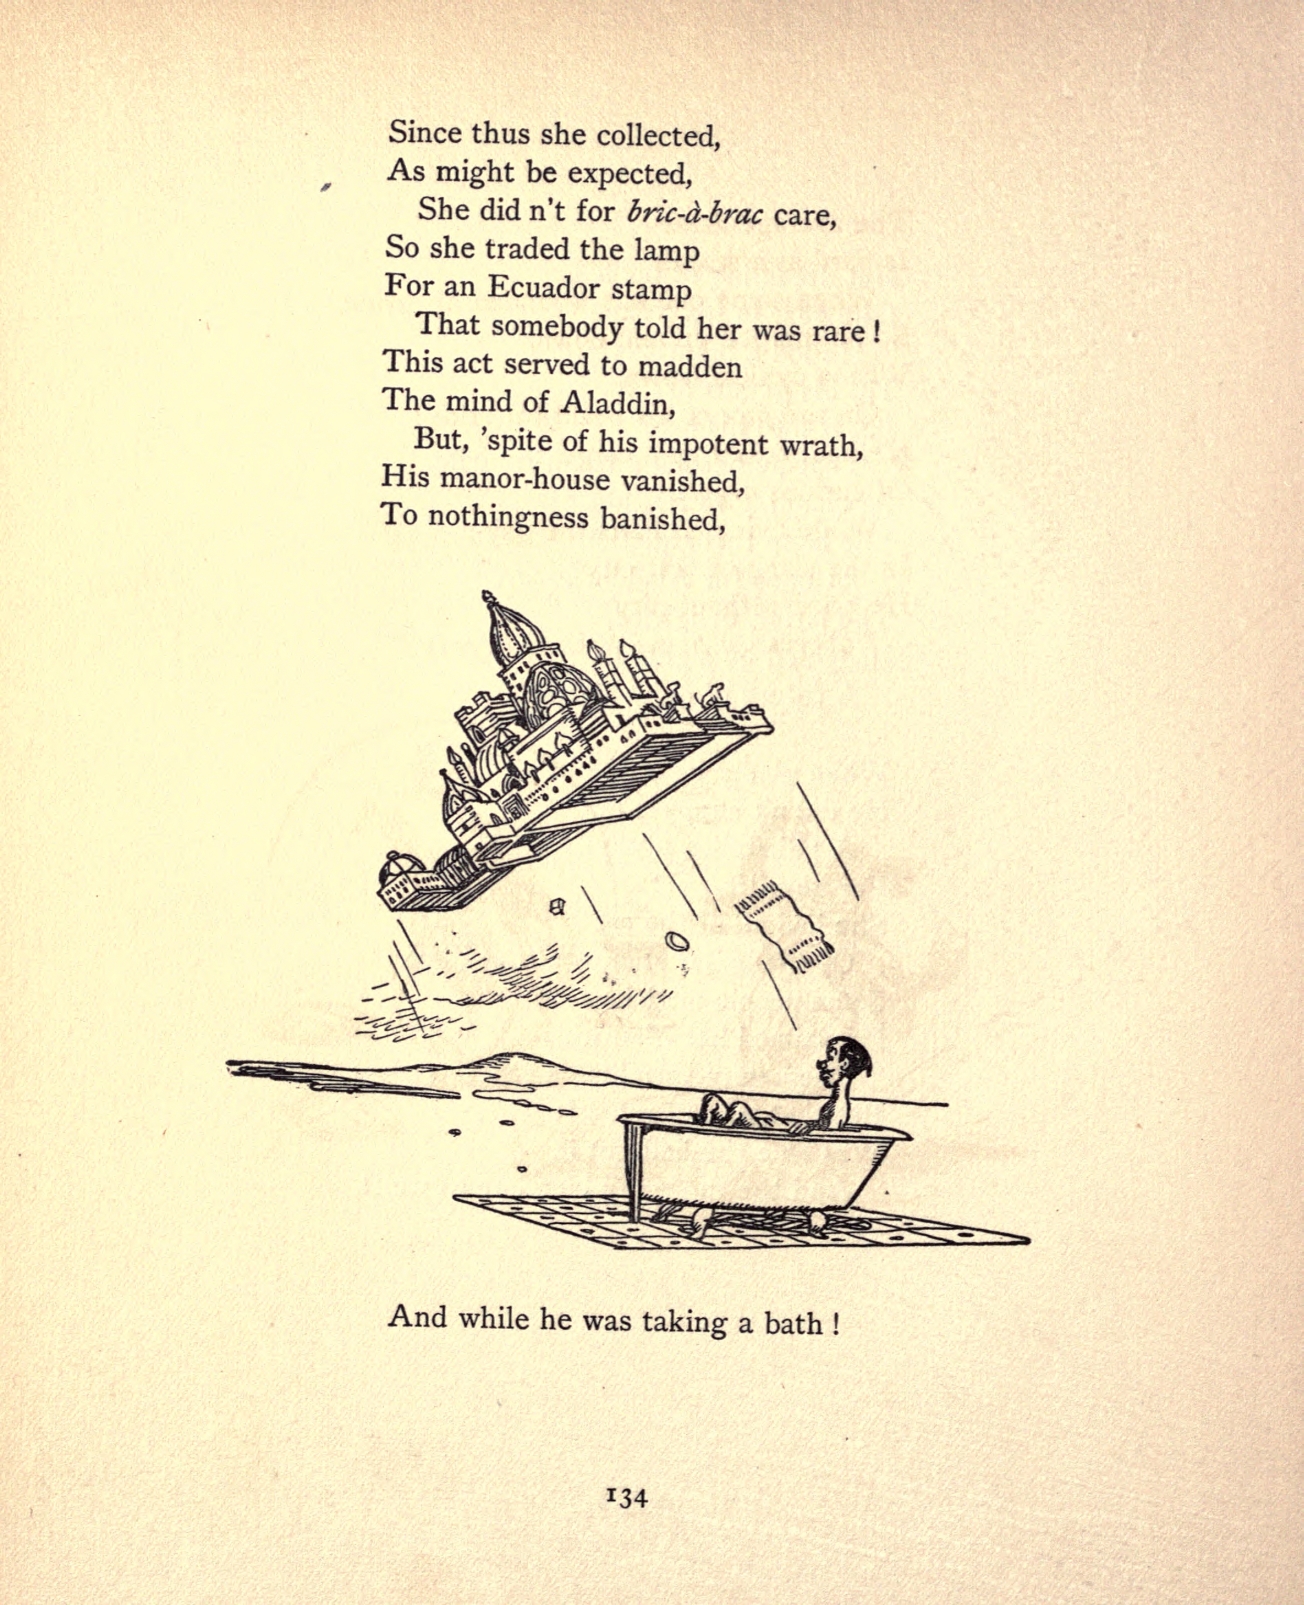 Since thus she collected,
As might be expected,
She did n't for bric-à-brac care,
So she traded the lamp
For an Ecuador stamp
That somebody told her was rare !
This act served to madden
The mind of Aladdin,
But, ’spite of his impotent wrath,
His manor-house vanished,
To nothingness banished,
And while he was taking a bath !
134